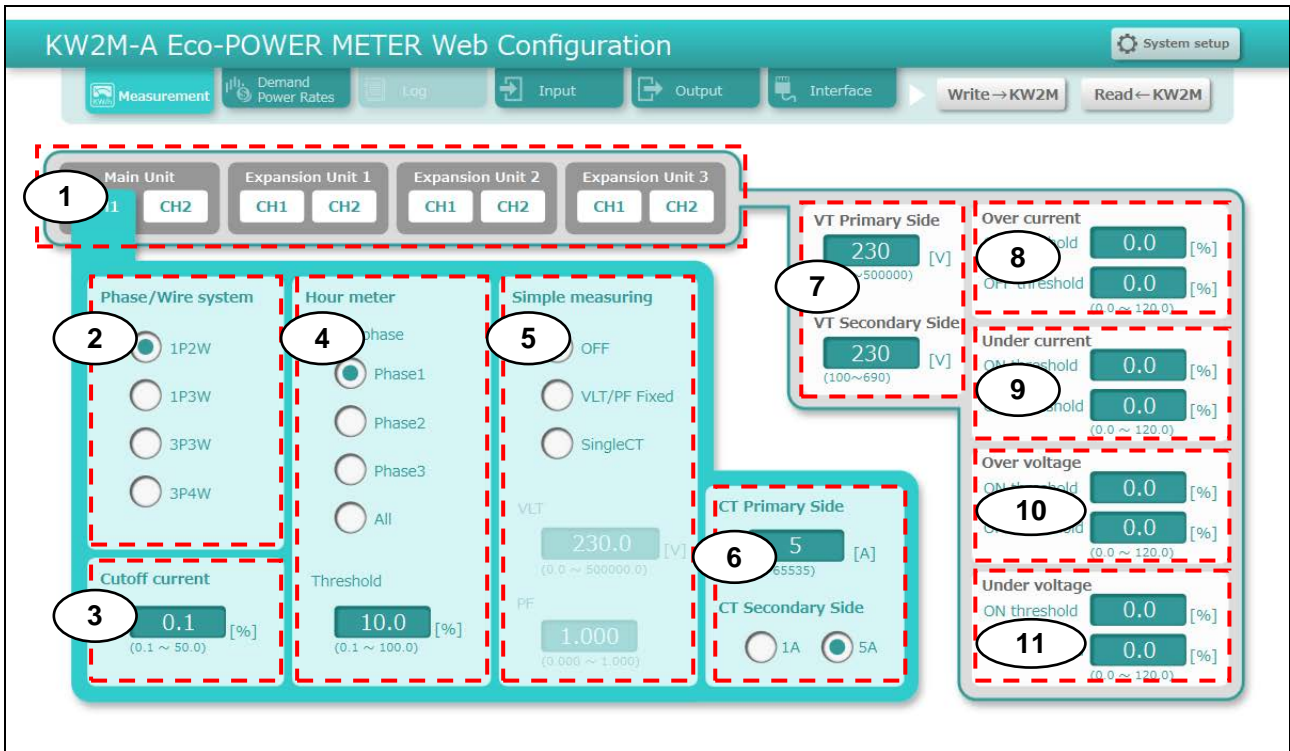 KW2M-A Eco-POWER METER Web Configuration
System setup
Measurement
Demand
Power Rates
Log
Input
Output
Interface
Write→KW2M
Read←KW2M
1
Main Unit
CH2
Expansion Unit 1
CH1
CH2
Expansion Unit 2
CH1
CH2
Expansion Unit 3
CH1
CH2
2
Phase/Wire system
1P2W
1P3W
3P3W
3P4W
3
Cutoff current
0.1 [%]
(0.1 ~ 50.0)
4
Hour meter
Phase1
Phase2
Phase3
All
Threshold
10.0 [%]
(0.1 ~ 100.0)
5
Simple measuring
OFF
VLT/PF Fixed
SingleCT
VLT
230.0 [V]
(0.0 ~ 500000.0)
PF
1.000
(0.000 ~ 1.000)
6
CT Primary Side
5 [A]
CT Secondary Side
1A
5A
7
VT Primary Side
230 [V]
VT Secondary Side
230 [V]
(100~690)
8
Over current
0.0 [%]
OFF threshold 0.0 [%]
(0.0 ~ 120.0)
9
Under current
ON threshold 0.0 [%]
0.0 [%]
(0.0 ~ 120.0)
10
Over voltage
ON threshold 0.0 [%]
0.0 [%]
(0.0 ~ 120.0)
11
Under voltage
ON threshold 0.0 [%]
0.0 [%]
(0.0 ~ 120.0)